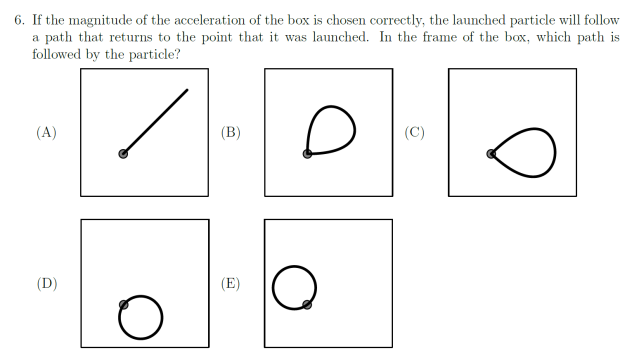 6. If the magnitude of the acceleration of the box is chosen correctly, the launched particle will follow
a path that returns to the point that it was launched. In the frame of the box, which path is
followed by the particle?
(A)
(B)
(C)
(D)
(E)